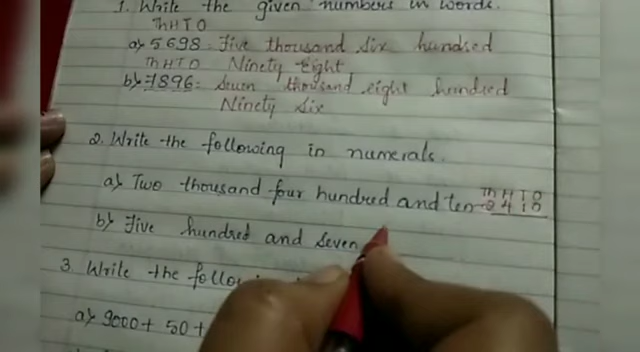 1. Write the given numbers in words.
Th H T O
a) 5698 = Five thousand six hundred
Th H T O Ninety Eight
b) 7896 = Seven thousand eight hundred
Ninety Six
2. Write the following in numerals.
Th H T O
a) Two thousand four hundred and ten - 2 4 1 0
b) Five hundred and Seven
3. Write the follo
a) 9000 + 50 +